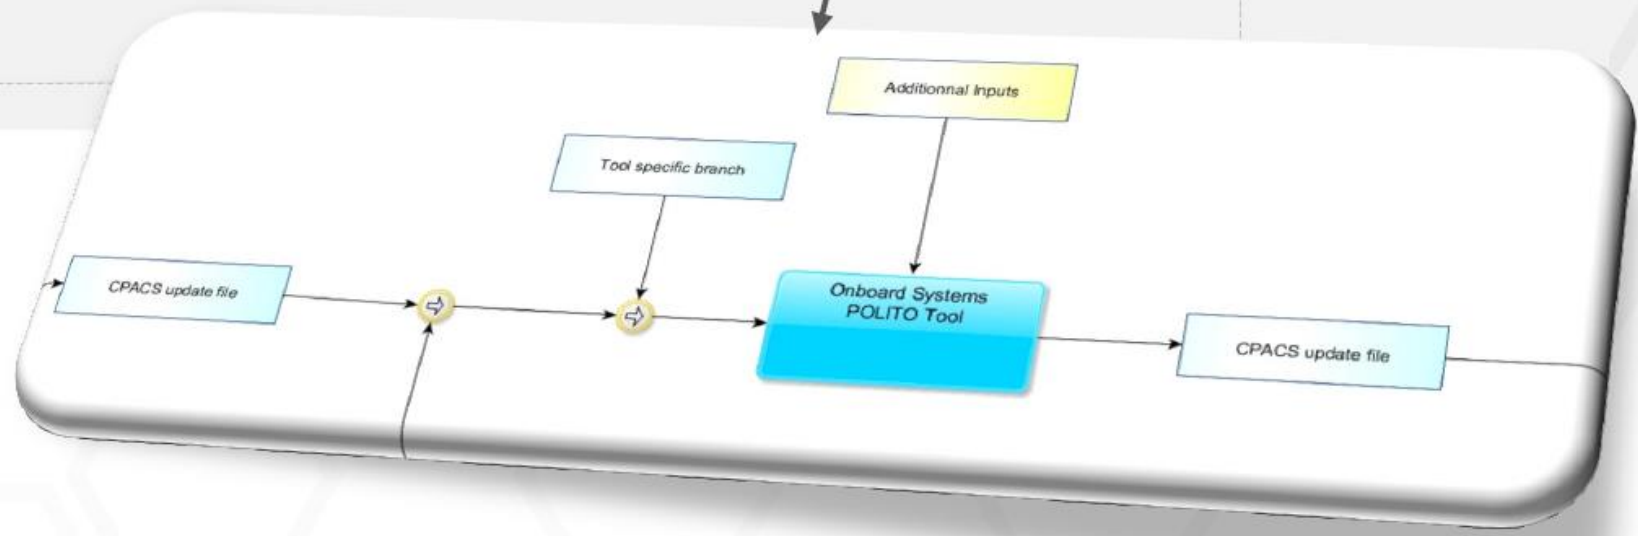 Additionnal Inputs
Tool specific branch
CPACS update file
Onboard Systems
POLITO Tool
CPACS update file